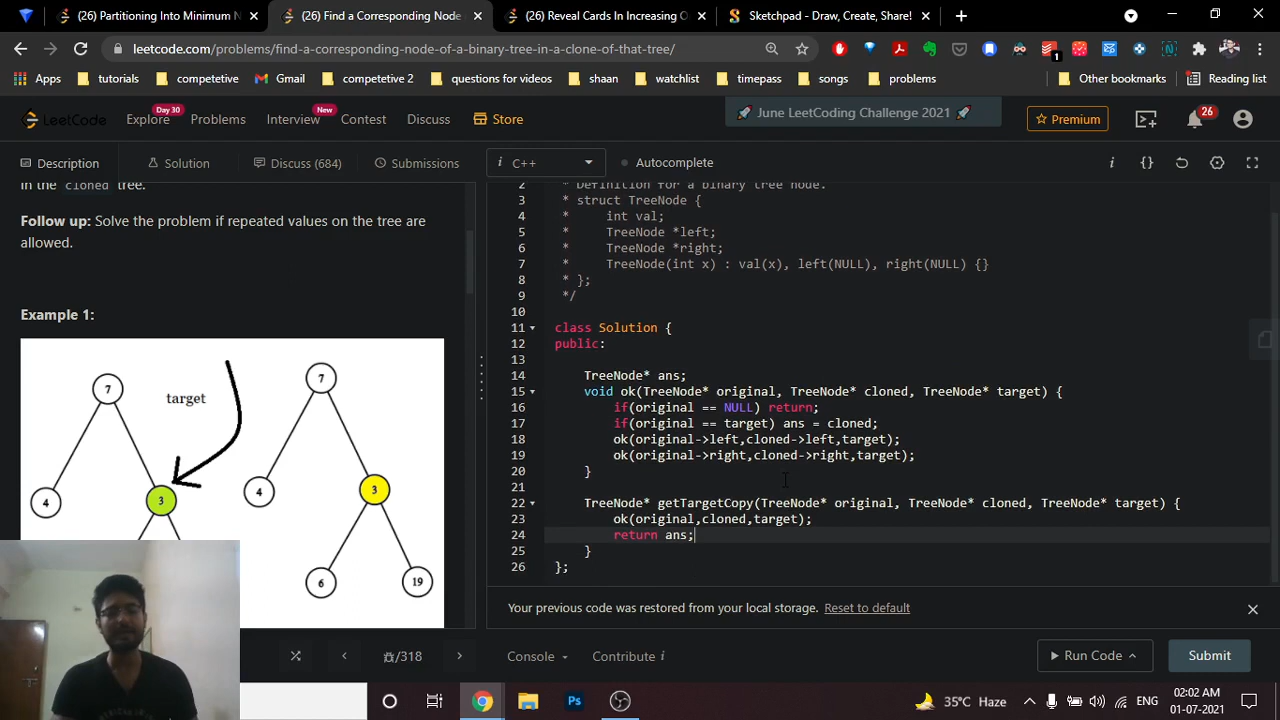 (26) Partitioning Into Minimum N
(26) Find a Corresponding Node
(26) Reveal Cards In Increasing O
Sketchpad - Draw, Create, Share!
leetcode.com/problems/find-a-corresponding-node-of-a-binary-tree-in-a-clone-of-that-tree/
1
Apps
tutorials
competetive
Gmail
competetive 2
questions for videos
shaan
watchlist
timepass
songs
problems
Other bookmarks
Reading list
LeetCode
Explore
Day 30
Problems
Interview
New
Contest
Discuss
Store
June LeetCoding Challenge 2021
Premium
26
Description
Solution
Discuss (684)
Submissions
i C++
Autocomplete
in the cloned tree.
Follow up: Solve the problem if repeated values on the tree are
allowed.
Example 1:
target
7
4
3
7
4
3
6
19
2 * Definition for a binary tree node.
3 * struct TreeNode {
4 *     int val;
5 *     TreeNode *left;
6 *     TreeNode *right;
7 *     TreeNode(int x) : val(x), left(NULL), right(NULL) {}
8 * };
9 */
10
11 class Solution {
12 public:
13
14     TreeNode* ans;
15     void ok(TreeNode* original, TreeNode* cloned, TreeNode* target) {
16         if(original == NULL) return;
17         if(original == target) ans = cloned;
18         ok(original->left,cloned->left,target);
19         ok(original->right,cloned->right,target);
20     }
21
22     TreeNode* getTargetCopy(TreeNode* original, TreeNode* cloned, TreeNode* target) {
23         ok(original,cloned,target);
24         return ans;
25     }
26 };
Your previous code was restored from your local storage. Reset to default
/318
Console
Contribute i
Run Code
Submit
35°C Haze
ENG
02:02 AM
01-07-2021